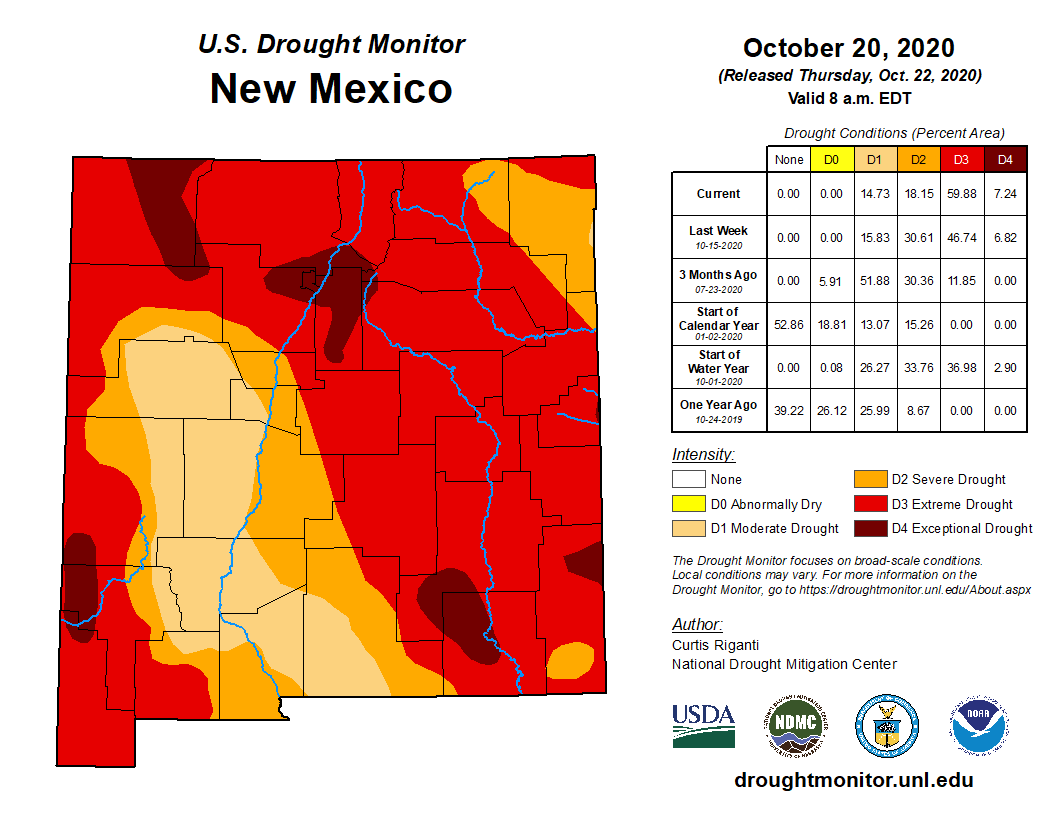 U.S. Drought Monitor
New Mexico
October 20, 2020
(Released Thursday, Oct. 22, 2020)
Valid 8 a.m. EDT
Drought Conditions (Percent Area)
None D0 D1 D2 D3 D4
Current 0.00 0.00 14.73 18.15 59.88 7.24
Last Week
10-15-2020
0.00 0.00 15.83 30.61 46.74 6.82
3 Months Ago
07-23-2020
0.00 5.91 51.88 30.36 11.85 0.00
Start of
Calendar Year
01-02-2020
52.86 18.81 13.07 15.26 0.00 0.00
Start of
Water Year
10-01-2020
0.00 0.08 26.27 33.76 36.98 2.90
One Year Ago
10-24-2019
39.22 26.12 25.99 8.67 0.00 0.00
Intensity:
None
D0 Abnormally Dry
D1 Moderate Drought
D2 Severe Drought
D3 Extreme Drought
D4 Exceptional Drought
The Drought Monitor focuses on broad-scale conditions.
Local conditions may vary. For more information on the
Drought Monitor, go to https://droughtmonitor.unl.edu/About.aspx
Author:
Curtis Riganti
National Drought Mitigation Center
USDA
NDMC
NOAA
droughtmonitor.unl.edu